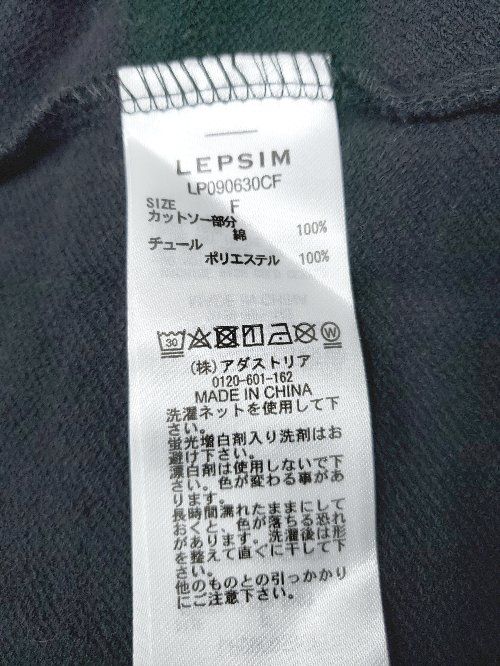 LEPSIM
LP090630CF
SIZE F
カットソー部分
綿 100%
チュール
ポリエステル 100%
30
W
(株)アダストリア
0120-601-162
MADE IN CHINA
洗濯ネットを使用して下
さい。
蛍光増白剤入り洗剤はお
避け下さい。
漂白剤は使用しないで下
さい。色が変わる事があ
ります。
長時間濡れたままにして
おくと、色が落ちる恐れ
があります。洗濯後は形
を整えて直ぐに干して下
さい。
他のものとの引っかかり
にご注意下さい。